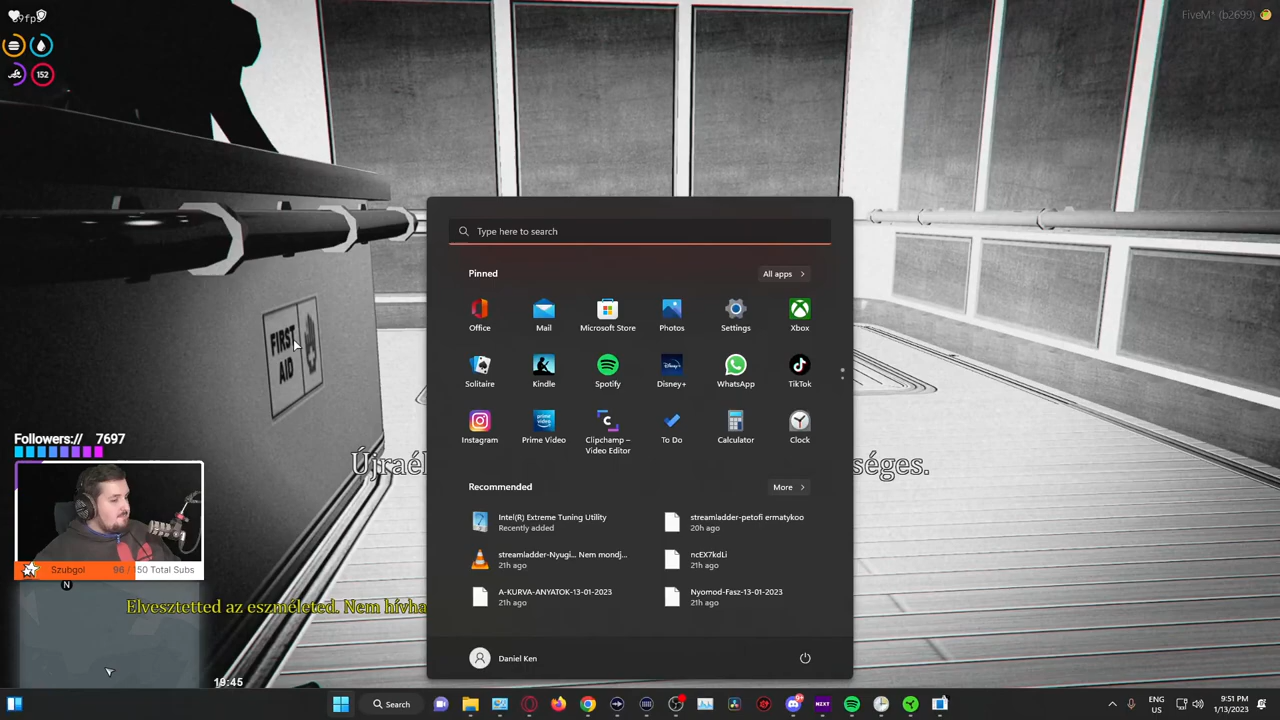 89fps
FiveM* (b2699)
152
FIRST
AID
Type here to search
Pinned
All apps
Office
Mail
Microsoft Store
Photos
Settings
Xbox
Solitaire
Kindle
Spotify
Disney+
WhatsApp
TikTok
Instagram
Prime Video
Clipchamp –
Video Editor
To Do
Calculator
Clock
Followers:// 7697
séges.
Recommended
More
Intel(R) Extreme Tuning Utility
Recently added
streamladder-petofi ermatykoo
20h ago
streamladder-Nyugi... Nem mondj...
21h ago
ncEX7kdLi
21h ago
A-KURVA-ANYATOK-13-01-2023
21h ago
Nyomod-Fasz-13-01-2023
21h ago
Szubgol 96 / 150 Total Subs
N
Elvesztetted az eszméleted. Nem hívha
Daniel Ken
19:45
Search
NZXT
ENG
US
9:51 PM
1/13/2023